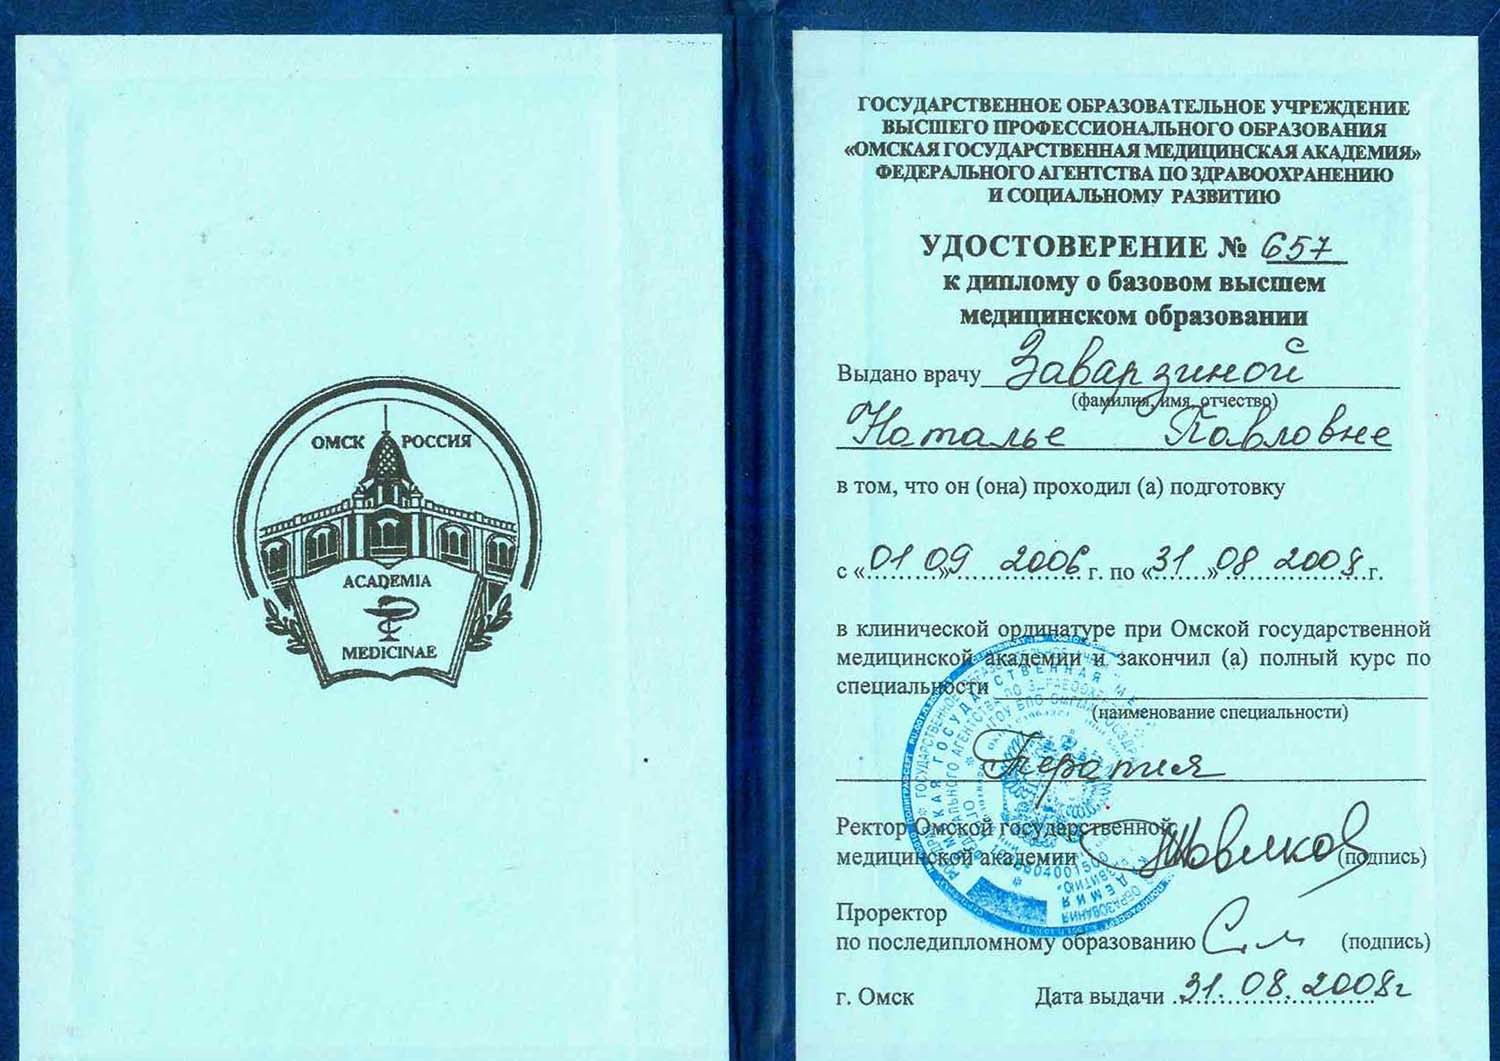 ОМСК РОССИЯ
ACADEMIA
MEDICINAE
ГОСУДАРСТВЕННОЕ ОБРАЗОВАТЕЛЬНОЕ УЧРЕЖДЕНИЕ
ВЫСШЕГО ПРОФЕССИОНАЛЬНОГО ОБРАЗОВАНИЯ
«ОМСКАЯ ГОСУДАРСТВЕННАЯ МЕДИЦИНСКАЯ АКАДЕМИЯ»
ФЕДЕРАЛЬНОГО АГЕНТСТВА ПО ЗДРАВООХРАНЕНИЮ
И СОЦИАЛЬНОМУ РАЗВИТИЮ
УДОСТОВЕРЕНИЕ № 657
к диплому о базовом высшем
медицинском образовании
Выдано врачу Заварзиной
(фамилия, имя, отчество)
Наталье Павловне
в том, что он (она) проходил (а) подготовку
с «01 09» 2006 г. по «31» 08 2008 г.
в клинической ординатуре при Омской государственной
медицинской академии и закончил (а) полный курс по
специальности
(наименование специальности)
Терапия
Ректор Омской государственной
медицинской академии (подпись)
Проректор
по последипломному образованию (подпись)
г. Омск Дата выдачи 31.08.2008г